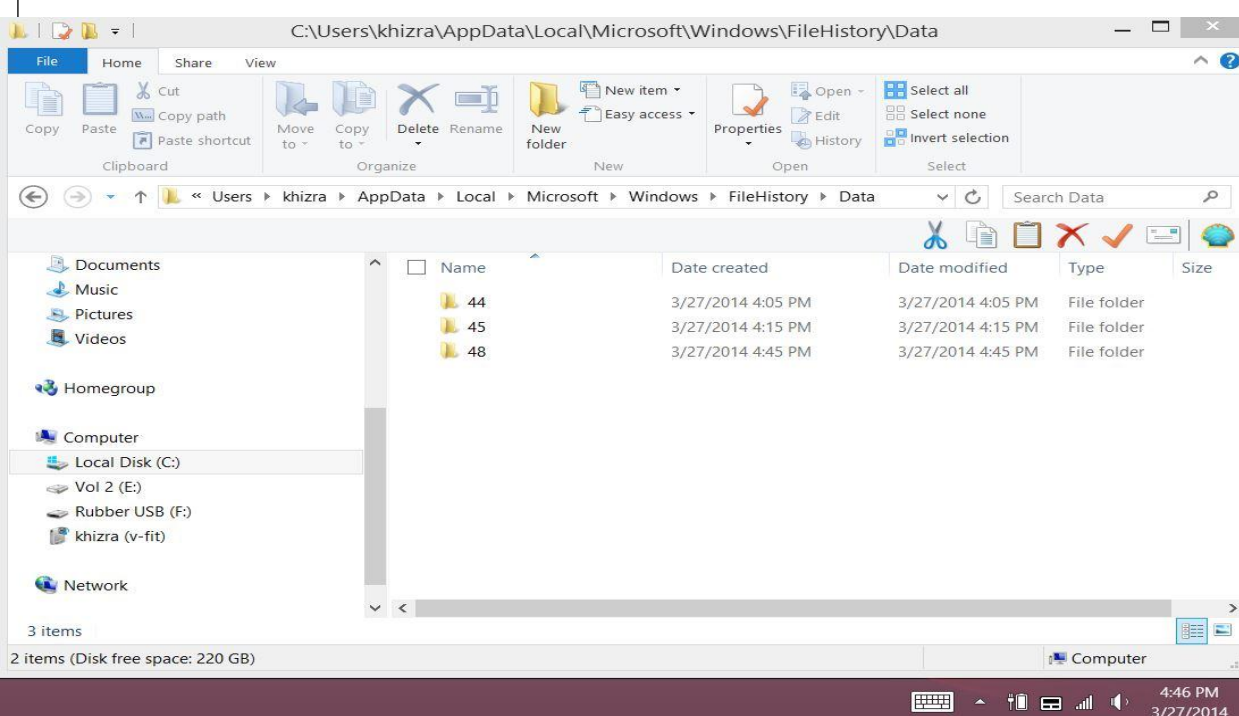 C:\Users\khizra\AppData\Local\Microsoft\Windows\FileHistory\Data
File Home Share View
Copy
Paste
Cut
Copy path
Paste shortcut
Clipboard
Move to
Copy to
Delete
Rename
Organize
New folder
New item
Easy access
New
Properties
Open
Edit
History
Open
Select all
Select none
Invert selection
Select
« Users khizra AppData Local Microsoft Windows FileHistory Data
Search Data
Documents
Music
Pictures
Videos
Homegroup
Computer
Local Disk (C:)
Vol 2 (E:)
Rubber USB (F:)
khizra (v-fit)
Network
Name Date created Date modified Type Size
44 3/27/2014 4:05 PM 3/27/2014 4:05 PM File folder
45 3/27/2014 4:15 PM 3/27/2014 4:15 PM File folder
48 3/27/2014 4:45 PM 3/27/2014 4:45 PM File folder
3 items
2 items (Disk free space: 220 GB)
Computer
4:46 PM
3/27/2014